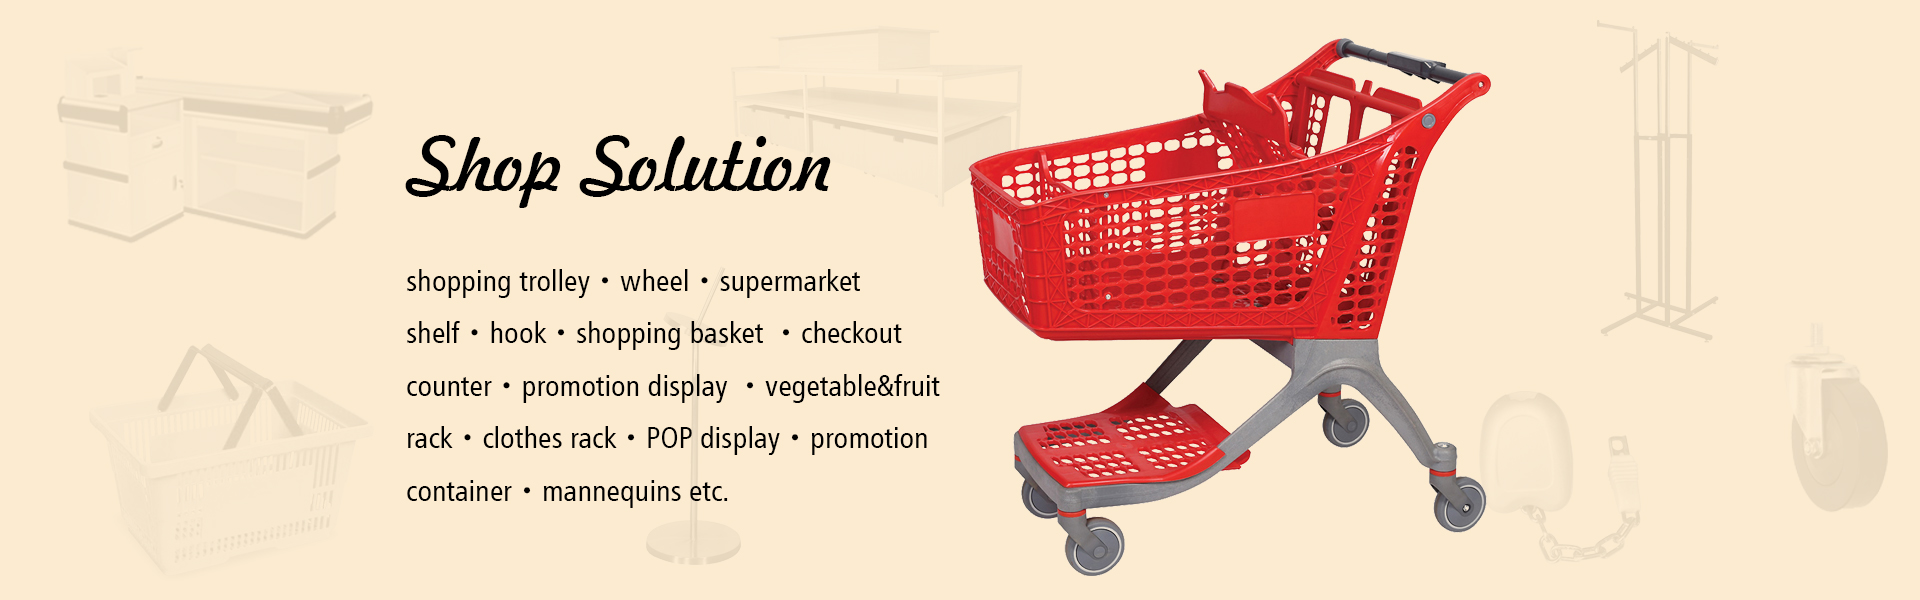 Shop Solution
shopping trolley • wheel • supermarket
shelf • hook • shopping basket • checkout
counter • promotion display • vegetable&fruit
rack • clothes rack • POP display • promotion
container • mannequins etc.